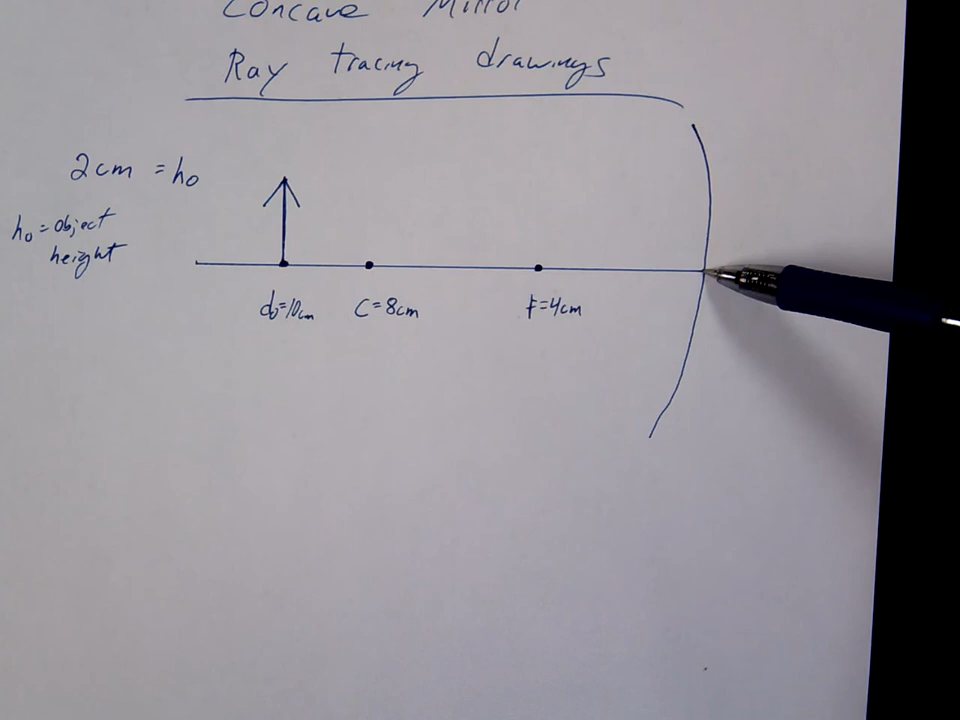 Concave Mirror
Ray tracing drawings
2cm = ho
ho = Object
height
do=10cm C=8cm F=4cm